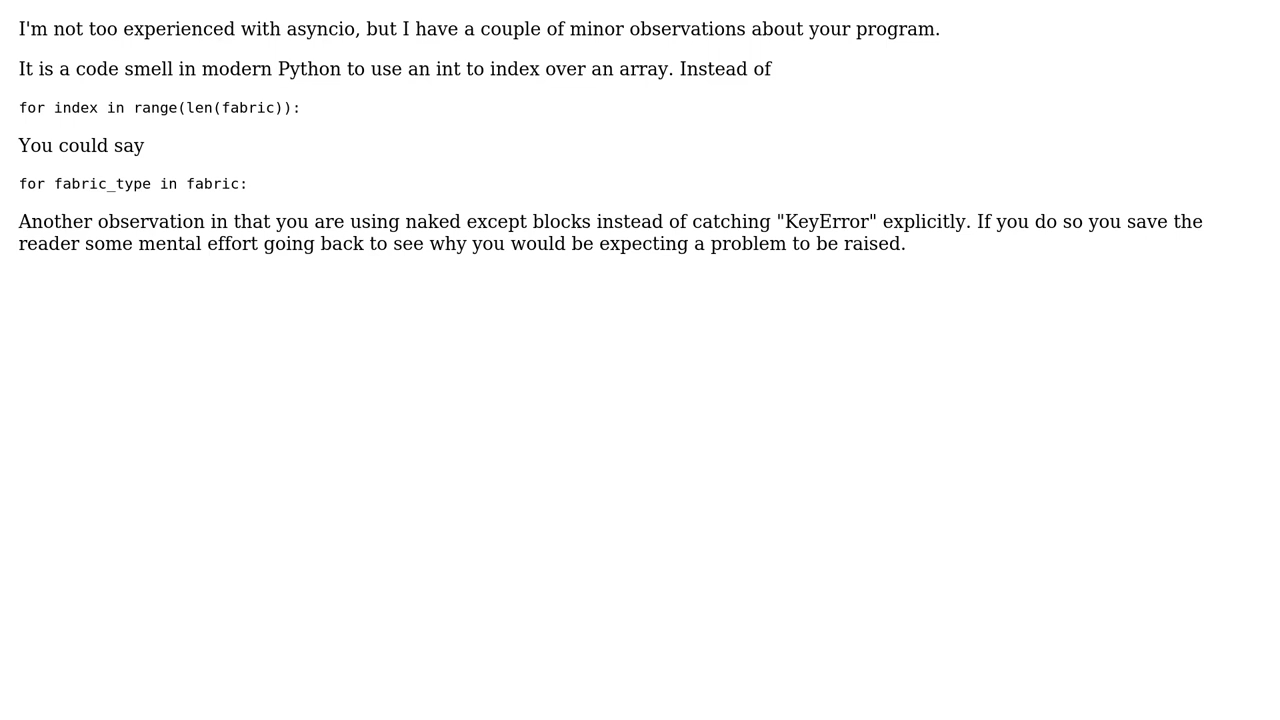 I'm not too experienced with asyncio, but I have a couple of minor observations about your program.
It is a code smell in modern Python to use an int to index over an array. Instead of
for index in range(len(fabric)):
You could say
for fabric_type in fabric:
Another observation in that you are using naked except blocks instead of catching "KeyError" explicitly. If you do so you save the
reader some mental effort going back to see why you would be expecting a problem to be raised.